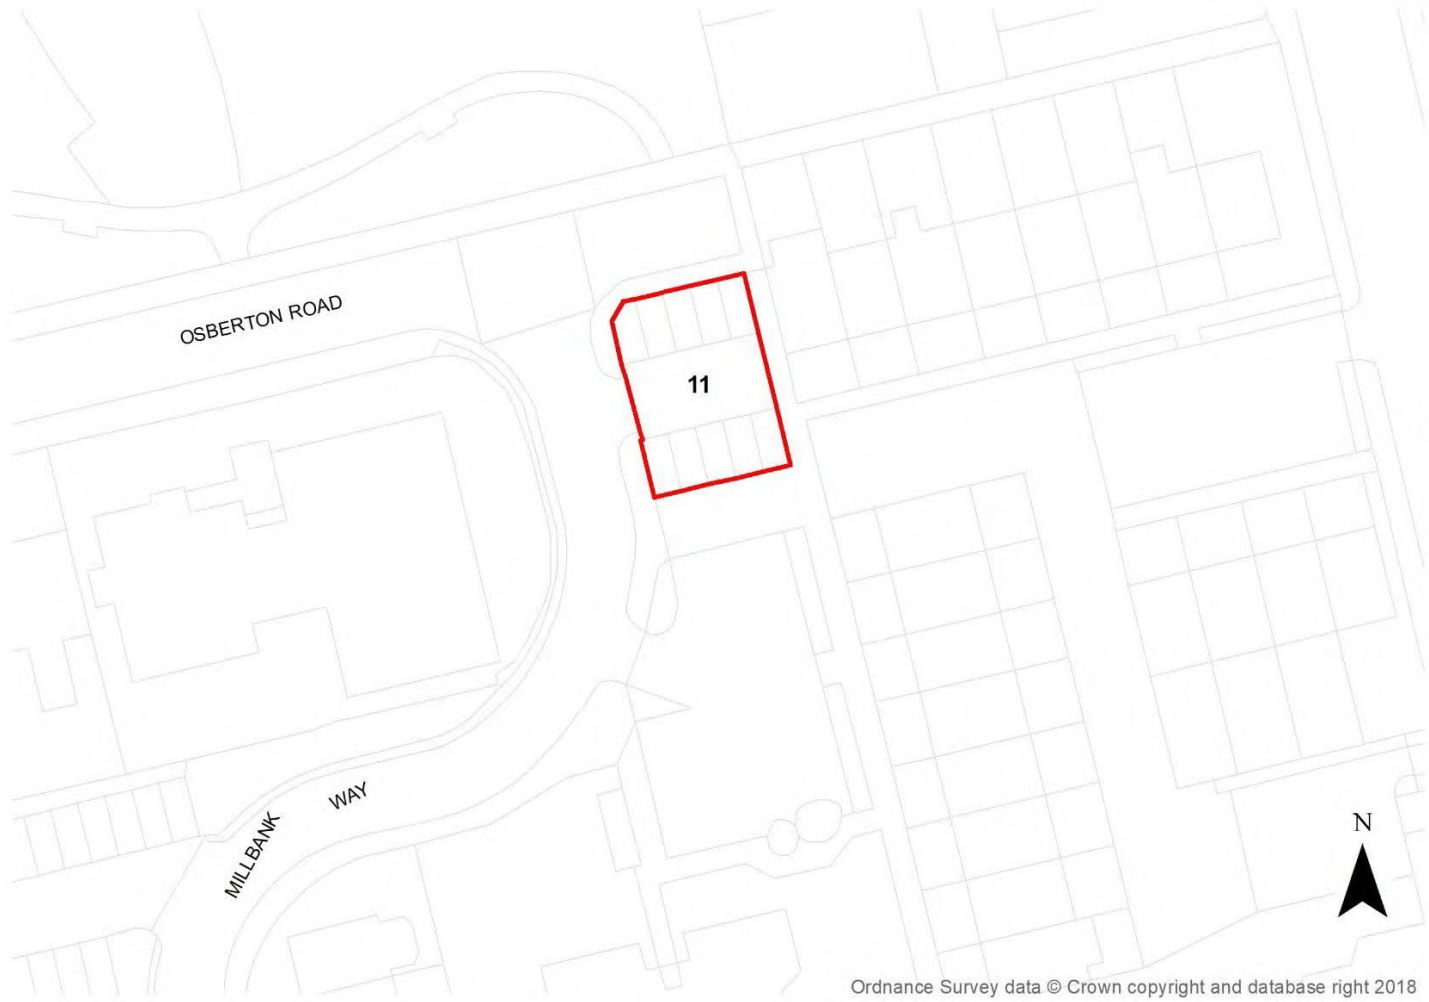 OSBERTON ROAD
11
MILLBANK
WAY
N
Ordnance Survey data © Crown copyright and database right 2018